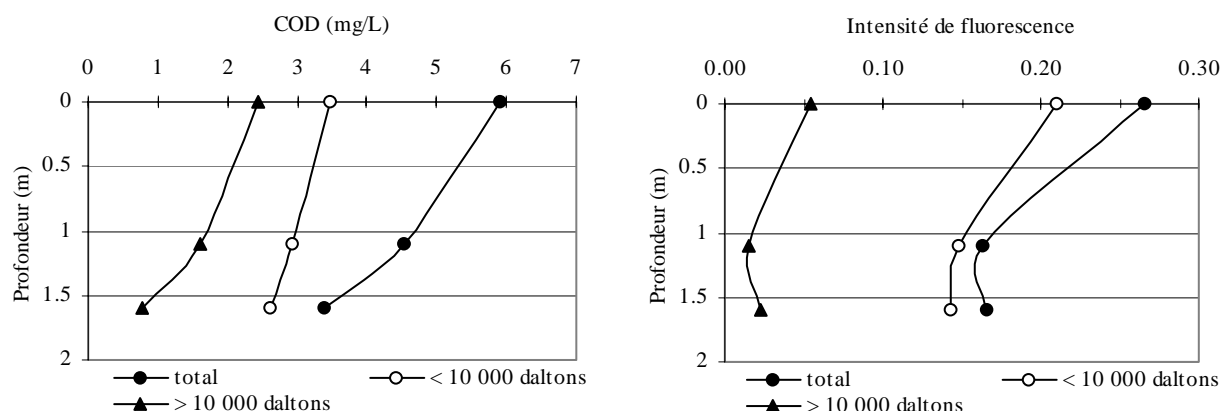 COD (mg/L)
0 1 2 3 4 5 6 7
0
0.5
1
1.5
2
Profondeur (m)
total
< 10 000 daltons
> 10 000 daltons
Intensité de fluorescence
0.00 0.10 0.20 0.30
0
0.5
1
1.5
2
Profondeur (m)
total
< 10 000 daltons
> 10 000 daltons